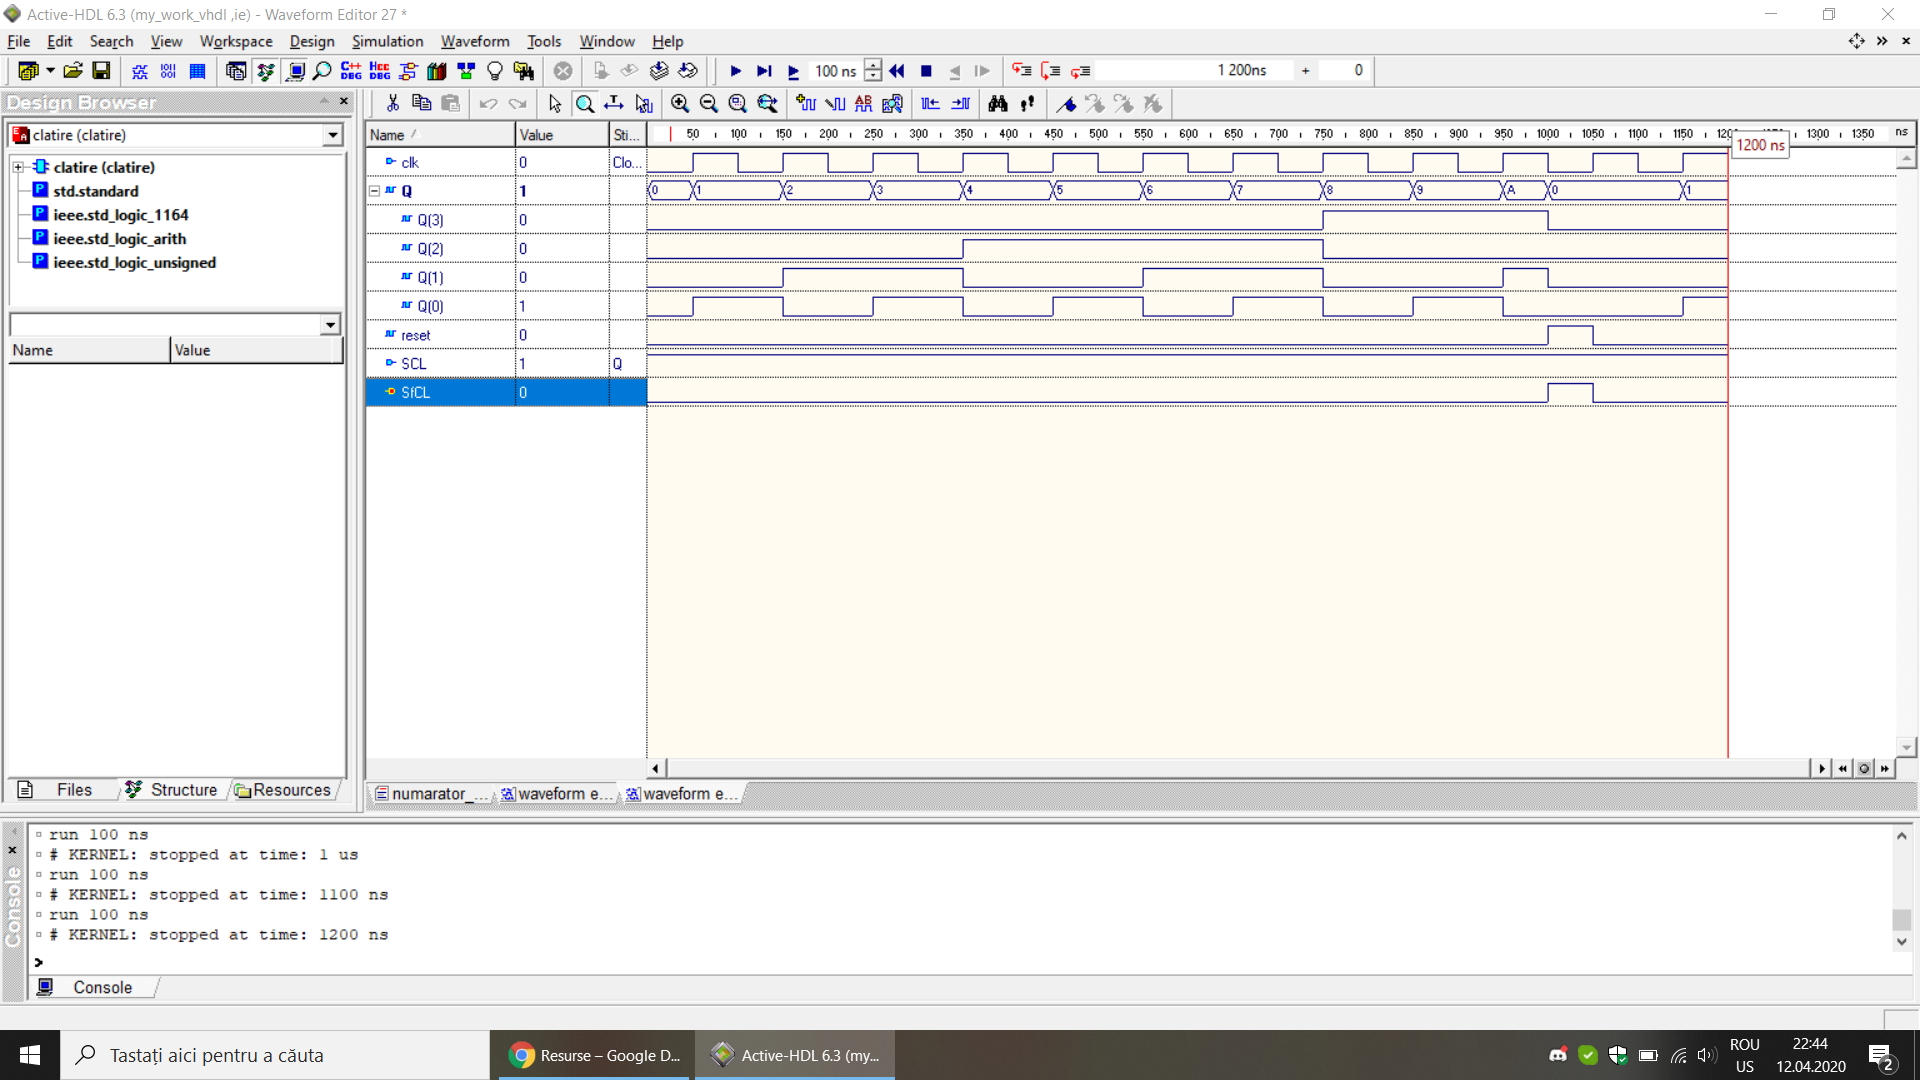 Active-HDL 6.3 (my_work_vhdl ,ie) - Waveform Editor 27 *
File Edit Search View Workspace Design Simulation Waveform Tools Window Help
C++ DBG HCC DBG 100 ns 1 200ns + 0
Design Browser
clatire (clatire)
clatire (clatire)
std.standard
ieee.std_logic_1164
ieee.std_logic_arith
ieee.std_logic_unsigned
Name Value
Files Structure Resources
Name Value Sti... 50 100 150 200 250 300 350 400 450 500 550 600 650 700 750 800 850 900 950 1000 1050 1100 1150 1300 1350 ns
1200 ns
clk 0 Clo...
Q 1 0 1 2 3 4 5 6 7 8 9 A 0 1
Q(3) 0
Q(2) 0
Q(1) 0
Q(0) 1
reset 0
SCL 1 Q
SfCL 0
numarator_... waveform e... waveform e...
run 100 ns
# KERNEL: stopped at time: 1 us
run 100 ns
# KERNEL: stopped at time: 1100 ns
run 100 ns
# KERNEL: stopped at time: 1200 ns
>
Console
Console
Tastați aici pentru a căuta
Resurse – Google D...
Active-HDL 6.3 (my...
ROU
US
22:44
12.04.2020
2